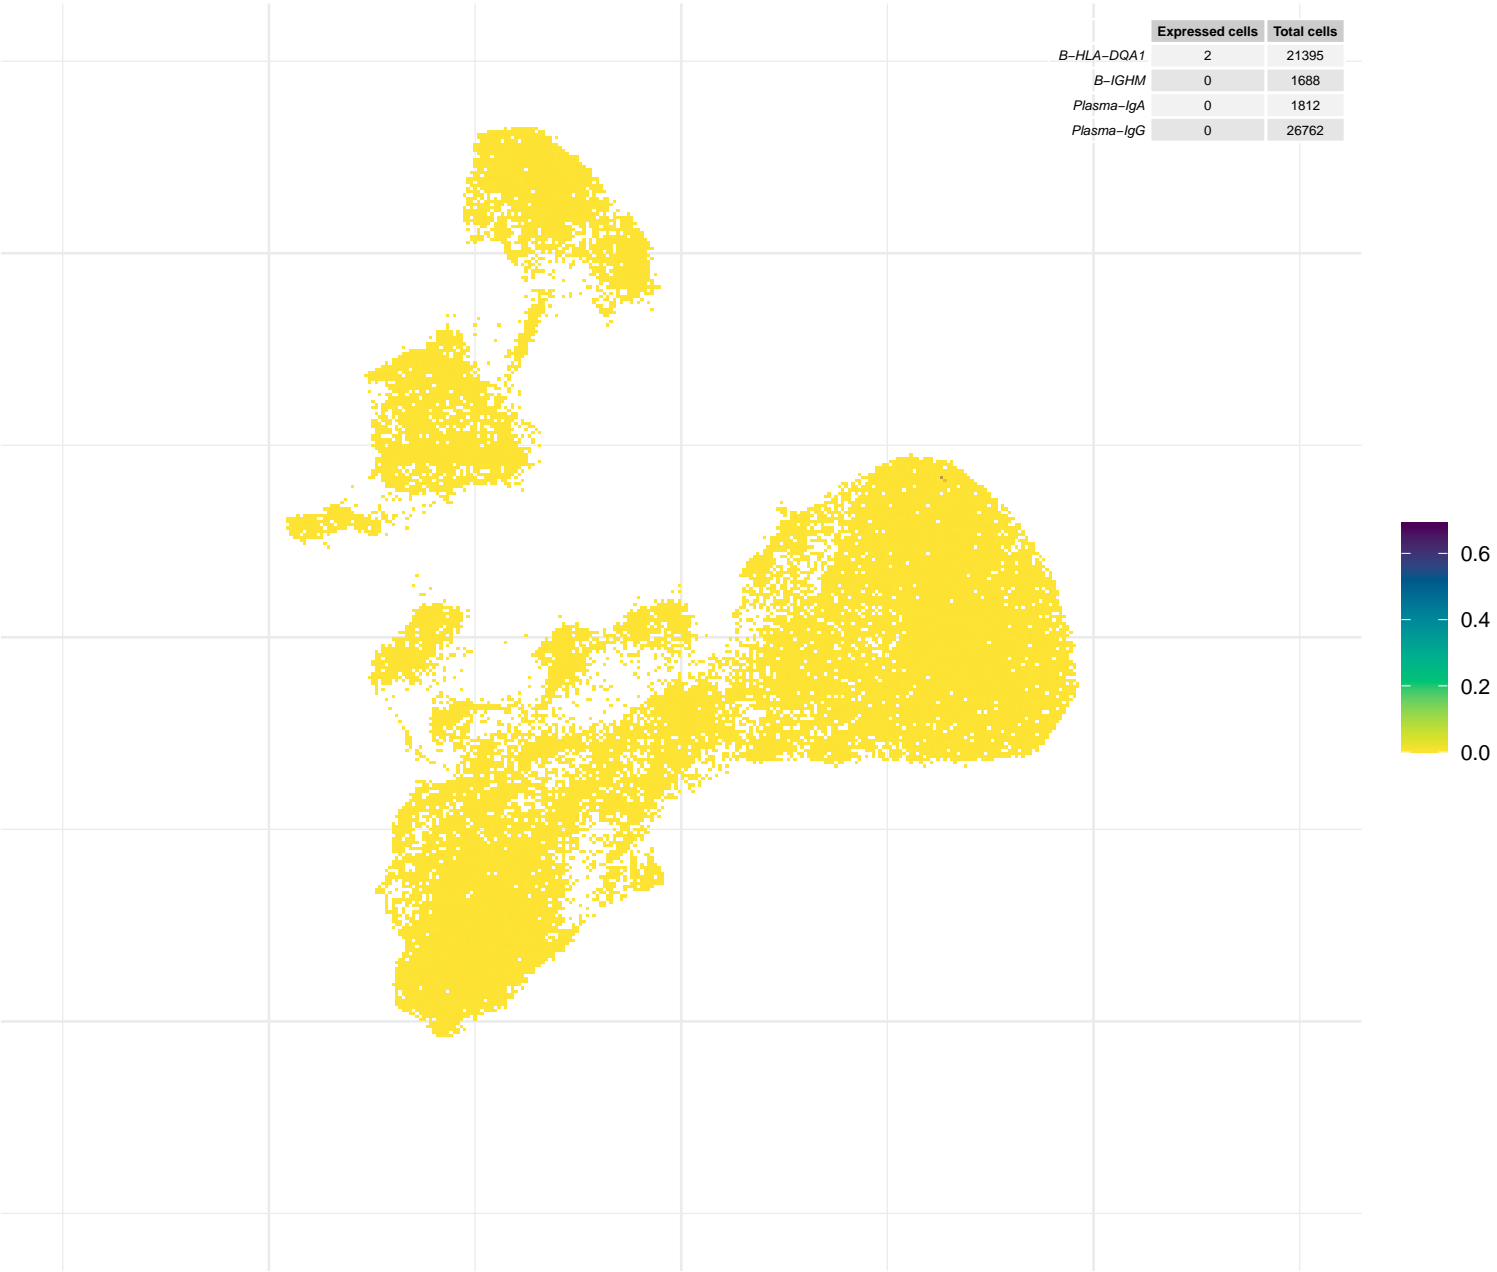 Expressed cells Total cells
B−HLA−DQA1 2 21395
B−IGHM 0 1688
Plasma−IgA 0 1812
Plasma−IgG 0 26762
0.6
0.4
0.2
0.0